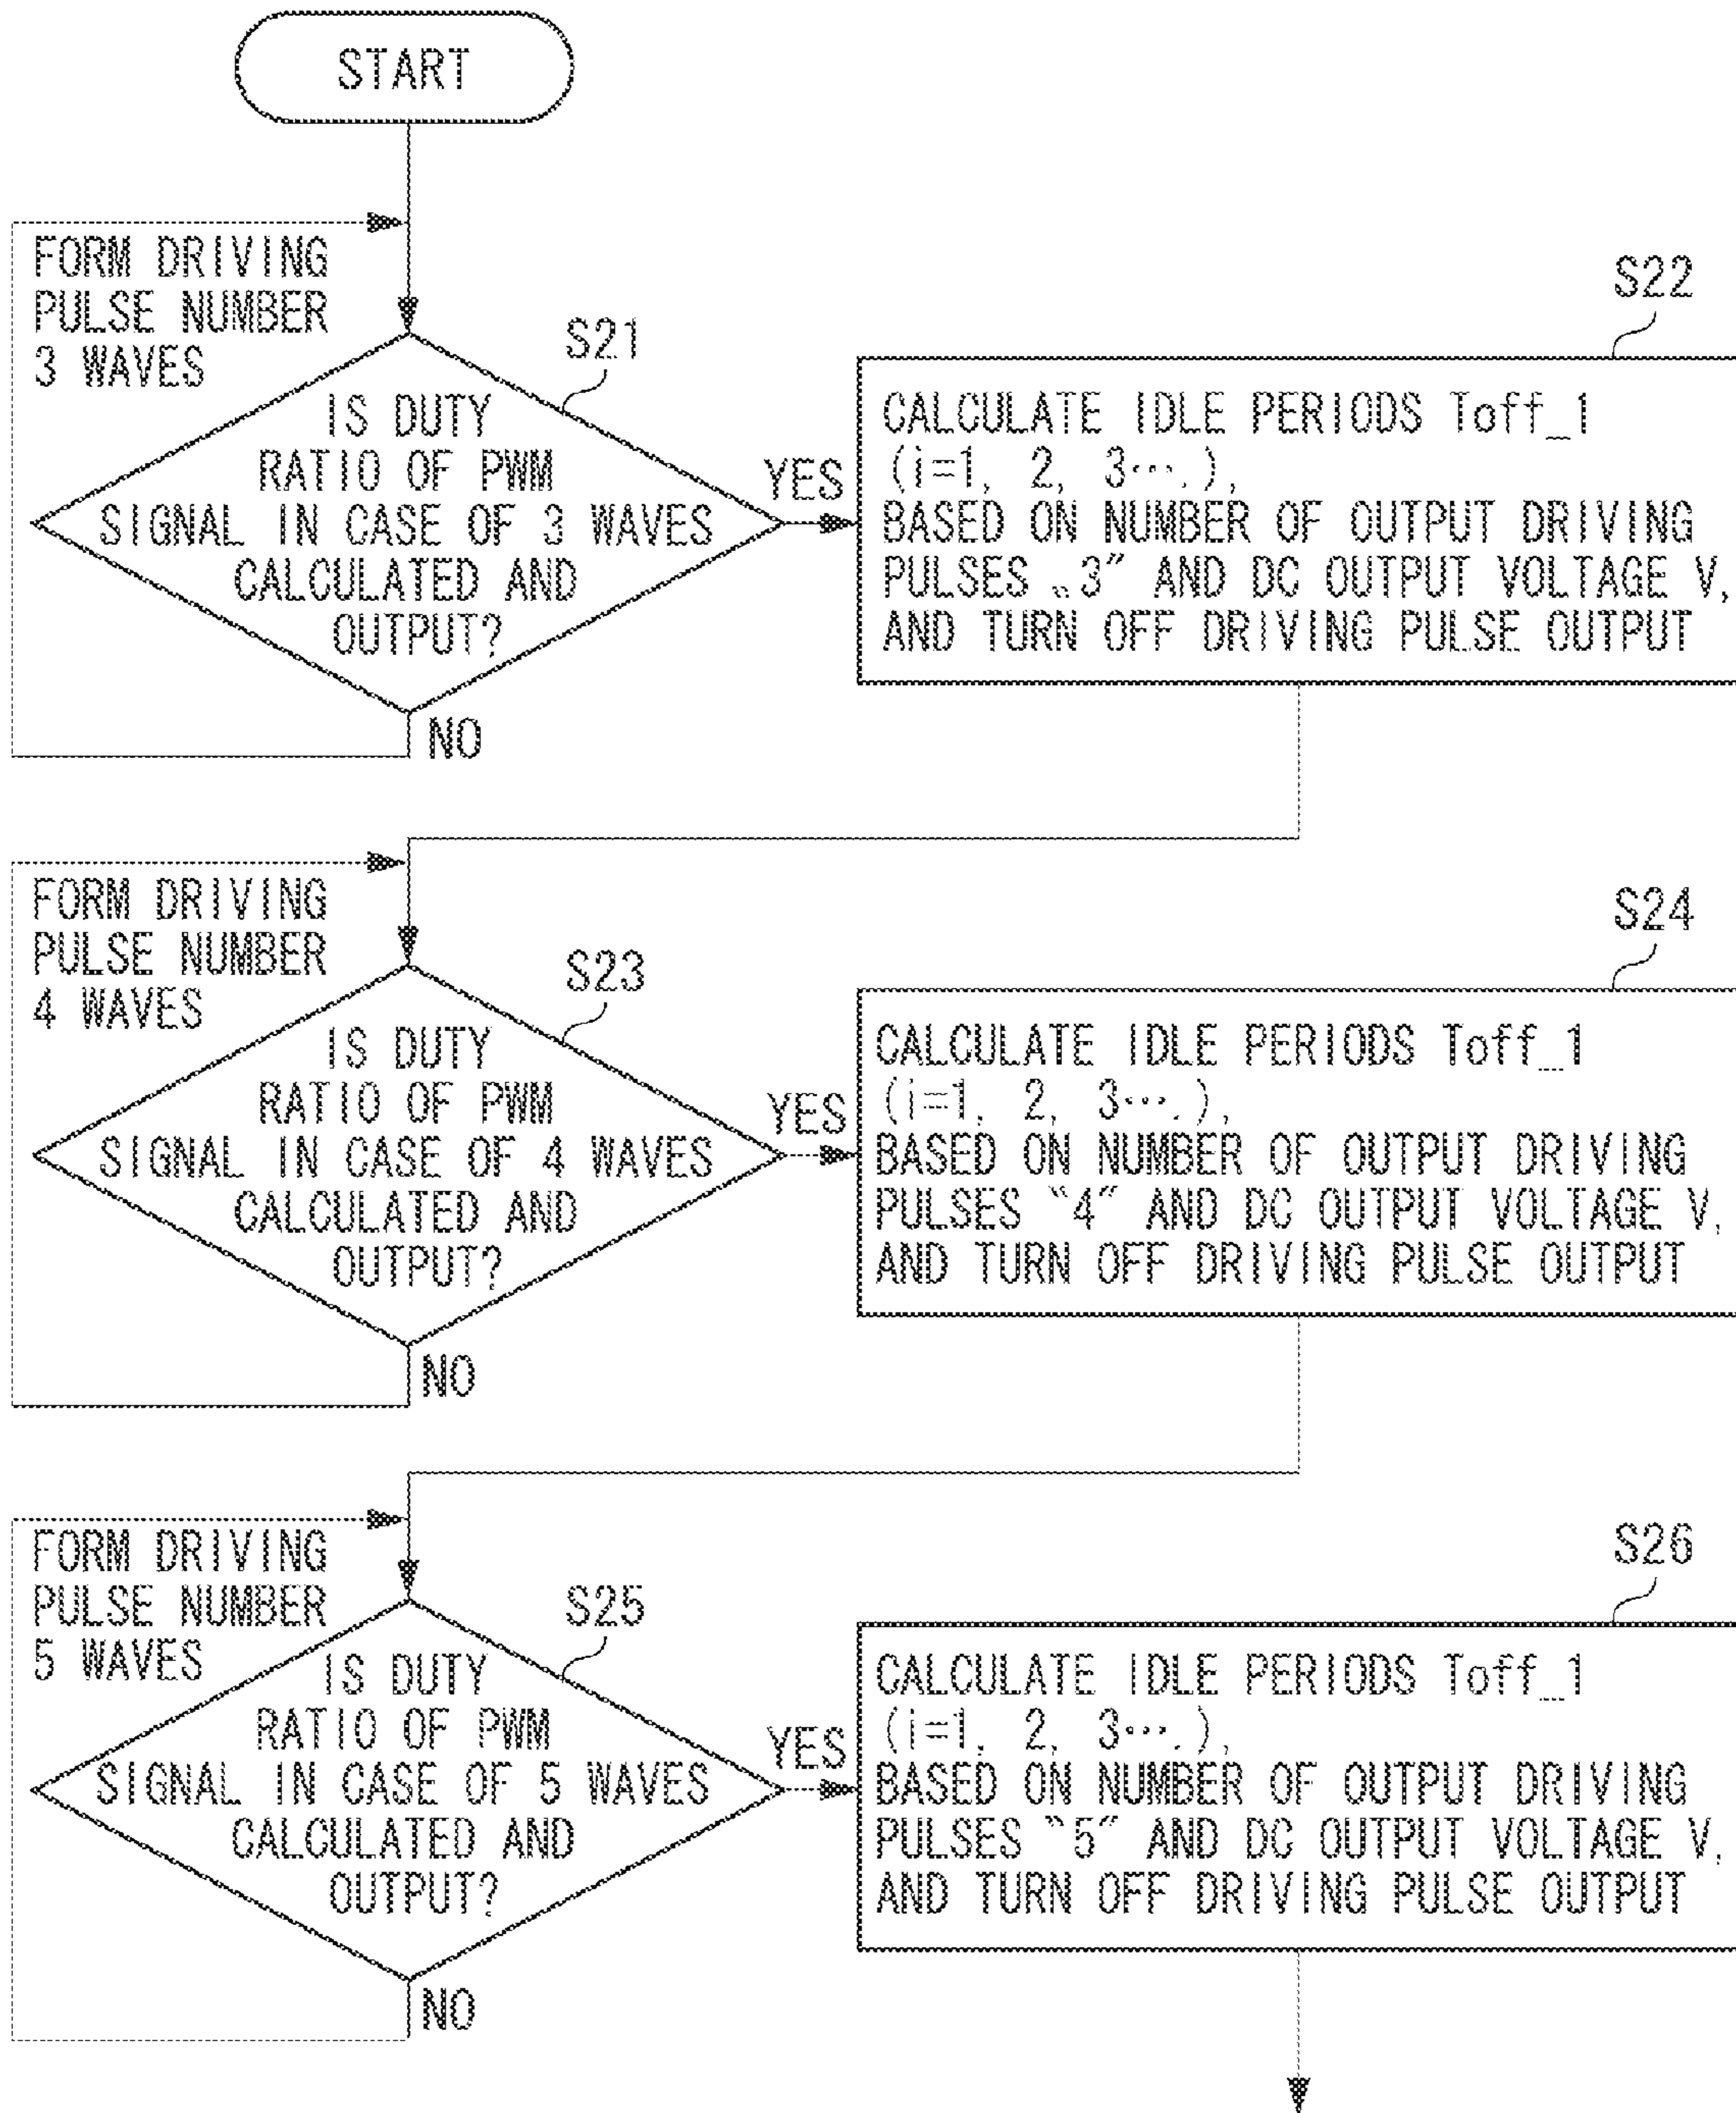 START
FORM DRIVING
PULSE NUMBER
3 WAVES
S21
IS DUTY
RATIO OF PWM
SIGNAL IN CASE OF 3 WAVES
CALCULATED AND
OUTPUT?
YES
NO
S22
CALCULATE IDLE PERIODS Toff_1
(i=1, 2, 3···.),
BASED ON NUMBER OF OUTPUT DRIVING
PULSES “3” AND DC OUTPUT VOLTAGE V,
AND TURN OFF DRIVING PULSE OUTPUT
FORM DRIVING
PULSE NUMBER
4 WAVES
S23
IS DUTY
RATIO OF PWM
SIGNAL IN CASE OF 4 WAVES
CALCULATED AND
OUTPUT?
YES
NO
S24
CALCULATE IDLE PERIODS Toff_1
(i=1, 2, 3···.),
BASED ON NUMBER OF OUTPUT DRIVING
PULSES “4” AND DC OUTPUT VOLTAGE V,
AND TURN OFF DRIVING PULSE OUTPUT
FORM DRIVING
PULSE NUMBER
5 WAVES
S25
IS DUTY
RATIO OF PWM
SIGNAL IN CASE OF 5 WAVES
CALCULATED AND
OUTPUT?
YES
NO
S26
CALCULATE IDLE PERIODS Toff_1
(i=1, 2, 3···.),
BASED ON NUMBER OF OUTPUT DRIVING
PULSES “5” AND DC OUTPUT VOLTAGE V,
AND TURN OFF DRIVING PULSE OUTPUT